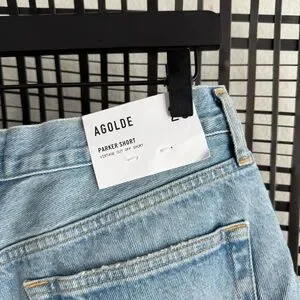 AGOLDE
PARKER SHORT
VINTAGE CUT OFF SHORT